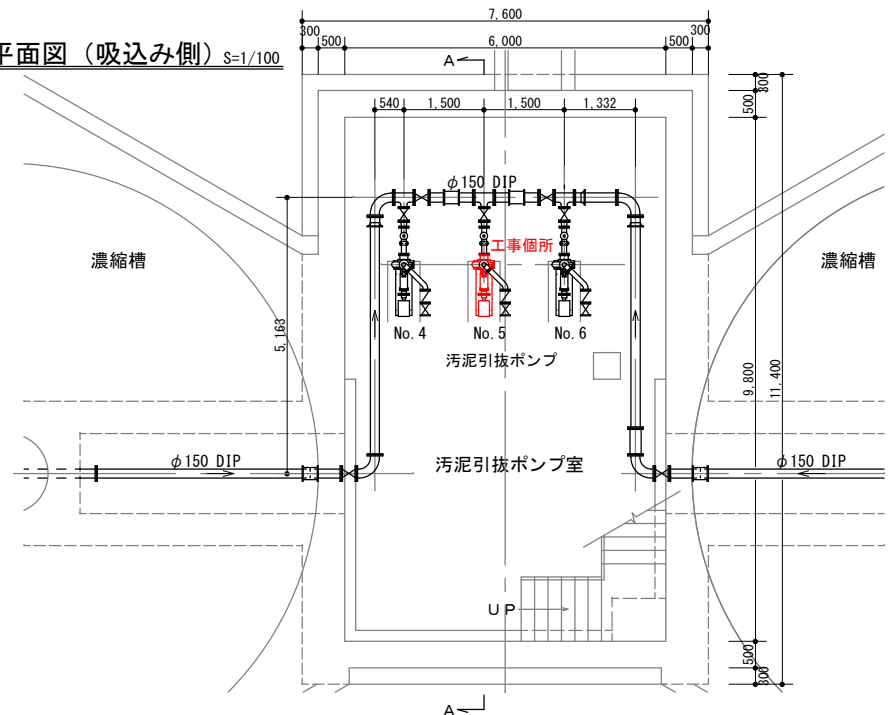 平面図（吸込み側） S=1/100
7,600
300
500
6,000
500
300
A
540
1,500
1,500
1,332
300
500
φ150 DIP
工事個所
濃縮槽
濃縮槽
No.4
No.5
No.6
汚泥引抜ポンプ
5,163
9,800
11,400
φ150 DIP
汚泥引抜ポンプ室
φ150 DIP
UP
500
300
A